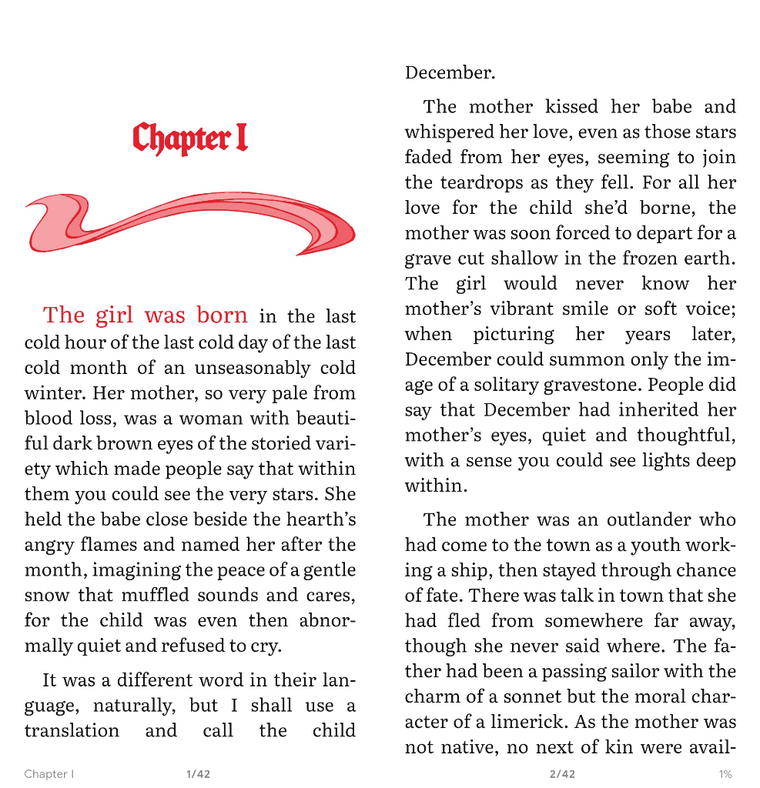 Chapter I
The girl was born in the last
cold hour of the last cold day of the last
cold month of an unseasonably cold
winter. Her mother, so very pale from
blood loss, was a woman with beauti-
ful dark brown eyes of the storied vari-
ety which made people say that within
them you could see the very stars. She
held the babe close beside the hearth's
angry flames and named her after the
month, imagining the peace of a gentle
snow that muffled sounds and cares,
for the child was even then abnor-
mally quiet and refused to cry.
It was a different word in their lan-
guage, naturally, but I shall use a
translation and call the child
Chapter I
1/42
December.
The mother kissed her babe and
whispered her love, even as those stars
faded from her eyes, seeming to join
the teardrops as they fell. For all her
love for the child she'd borne, the
mother was soon forced to depart for a
grave cut shallow in the frozen earth.
The girl would never know her
mother's vibrant smile or soft voice;
when picturing her years later,
December could summon only the im-
age of a solitary gravestone. People did
say that December had inherited her
mother's eyes, quiet and thoughtful,
with a sense you could see lights deep
within.
The mother was an outlander who
had come to the town as a youth work-
ing a ship, then stayed through chance
of fate. There was talk in town that she
had fled from somewhere far away,
though she never said where. The fa-
ther had been a passing sailor with the
charm of a sonnet but the moral char-
acter of a limerick. As the mother was
not native, no next of kin were avail-
2/42
1%